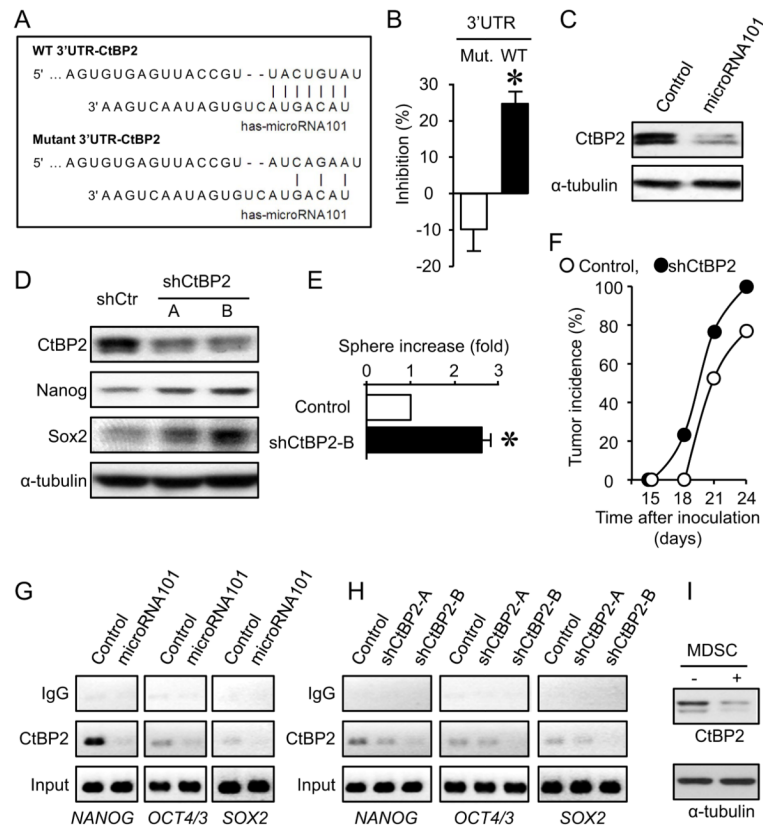 A
WT 3'UTR-CtBP2
5' ... AGUGUGAGUUACCGU - - UACUGUAU
3'AAGUCAAUAGUGUCAUGACAU
has-microRNA101
Mutant 3'UTR-CtBP2
5' ... AGUGUGAGUUACCGU - - AUCAGAAU
3'AAGUCAAUAGUGUCAUGACAU
has-microRNA101
B
3'UTR
Mut. WT
*
Inhibition (%)
30
20
10
0
-10
-20
C
Control
microRNA101
CtBP2
α-tubulin
D
shCtr
shCtBP2
A B
CtBP2
Nanog
Sox2
α-tubulin
E
Sphere increase (fold)
0 1 2 3
Control
shCtBP2-B
*
F
Control, shCtBP2
Tumor incidence (%)
100
80
60
40
20
0
15 18 21 24
Time after inoculation
(days)
G
Control
microRNA101
Control
microRNA101
Control
microRNA101
IgG
CtBP2
Input
NANOG OCT4/3 SOX2
H
Control
shCtBP2-A
shCtBP2-B
Control
shCtBP2-A
shCtBP2-B
Control
shCtBP2-A
shCtBP2-B
IgG
CtBP2
Input
NANOG OCT4/3 SOX2
I
MDSC
- +
CtBP2
α-tubulin